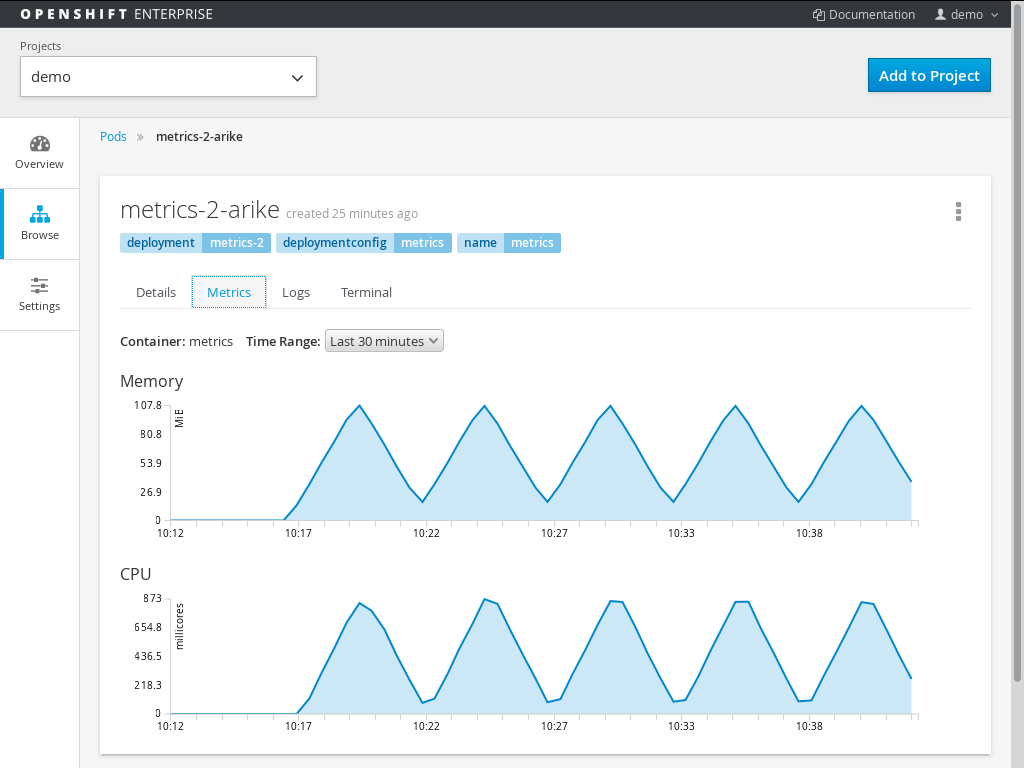 OPENSHIFT ENTERPRISE
Documentation
demo
Projects
demo
Add to Project
Overview
Browse
Settings
Pods » metrics-2-arike
metrics-2-arike created 25 minutes ago
deployment metrics-2 deploymentconfig metrics name metrics
Details Metrics Logs Terminal
Container: metrics Time Range: Last 30 minutes
Memory
MiB
107.8
80.8
53.9
26.9
0
10:12 10:17 10:22 10:27 10:33 10:38
CPU
millicores
873
654.8
436.5
218.3
0
10:12 10:17 10:22 10:27 10:33 10:38